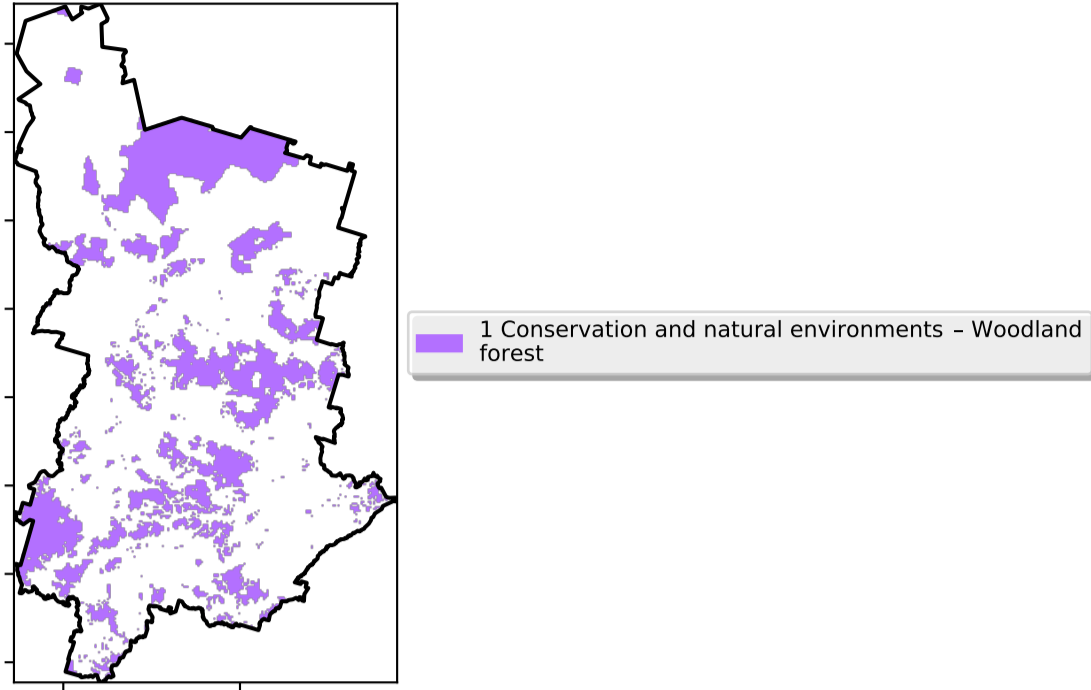 1 Conservation and natural environments – Woodland
forest